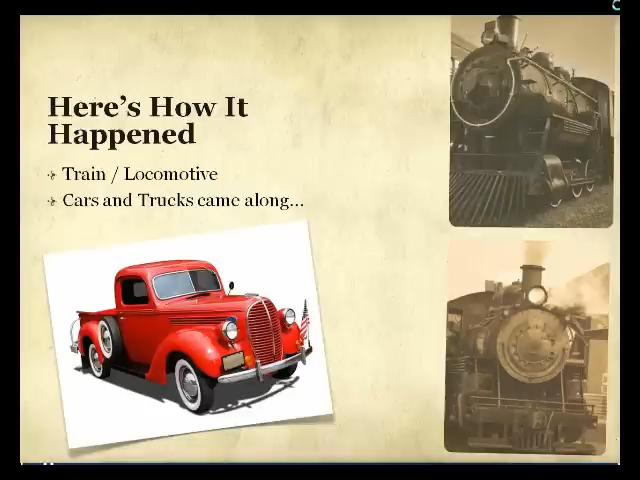 Here's How It
Happened
Train / Locomotive
Cars and Trucks came along...